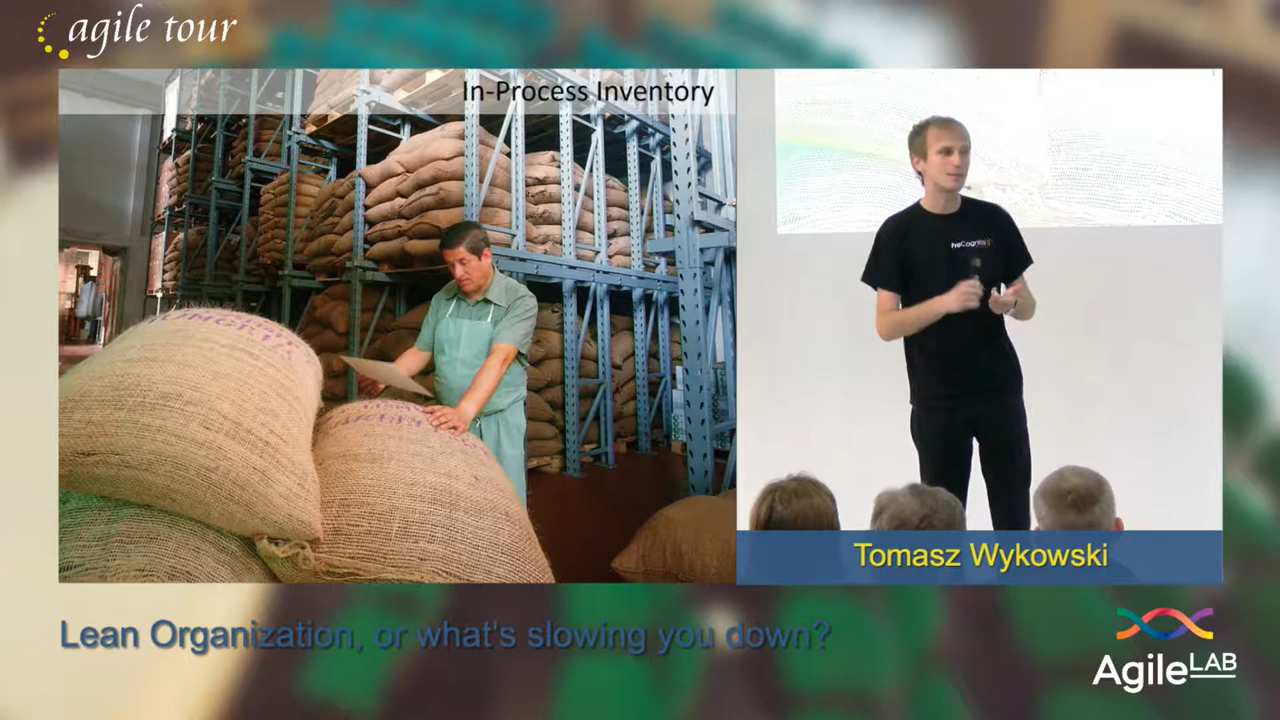 agile tour
In-Process Inventory
Tomasz Wykowski
Lean Organization, or what's slowing you down?
AgileLAB